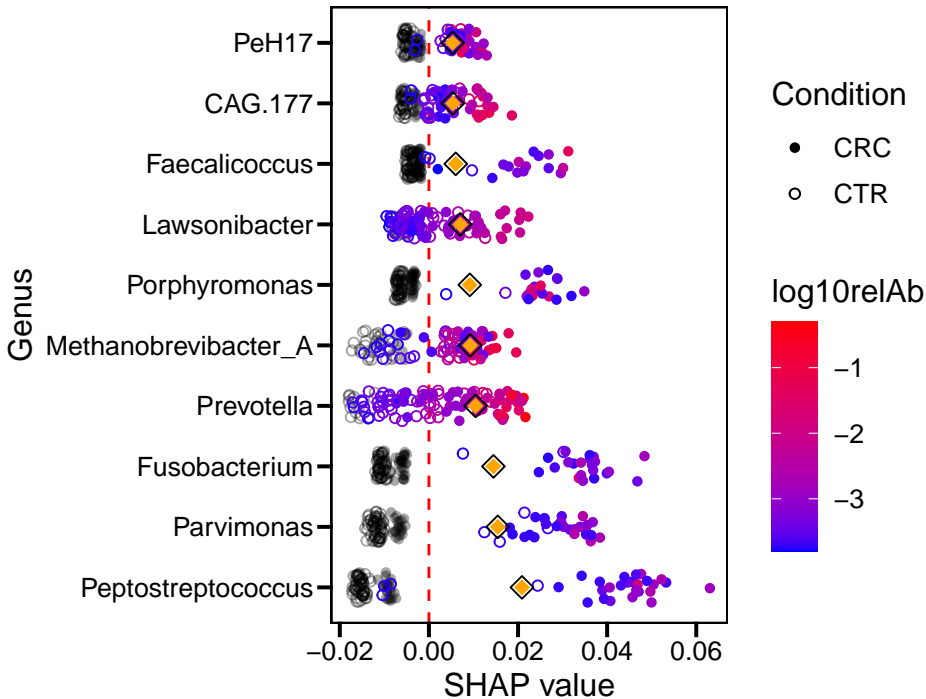 PeH17
CAG.177
Faecalicoccus
Lawsonibacter
Porphyromonas
Methanobrevibacter_A
Prevotella
Fusobacterium
Parvimonas
Peptostreptococcus
Genus
−0.02 0.00 0.02 0.04 0.06
SHAP value
Condition
CRC
CTR
log10relAb
−1
−2
−3